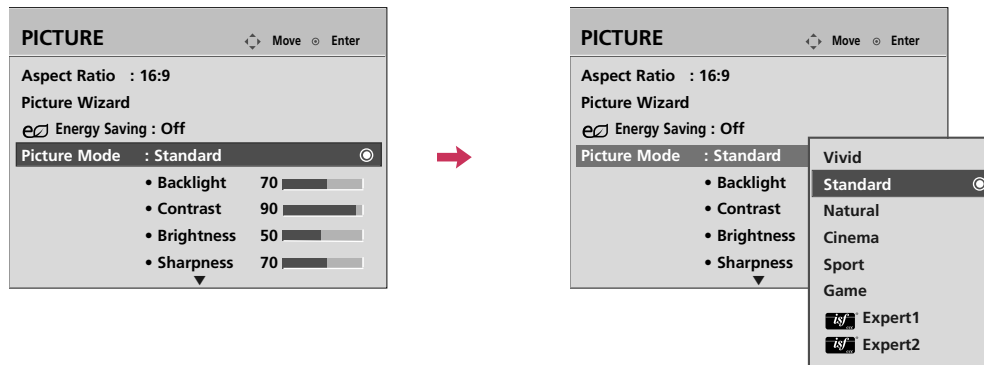 PICTURE Move Enter
Aspect Ratio : 16:9
Picture Wizard
Energy Saving : Off
Picture Mode : Standard
• Backlight 70
• Contrast 90
• Brightness 50
• Sharpness 70
PICTURE Move Enter
Aspect Ratio : 16:9
Picture Wizard
Energy Saving : Off
Picture Mode : Standard
• Backlight
• Contrast
• Brightness
• Sharpness
Vivid
Standard
Natural
Cinema
Sport
Game
isf Expert1
isf Expert2